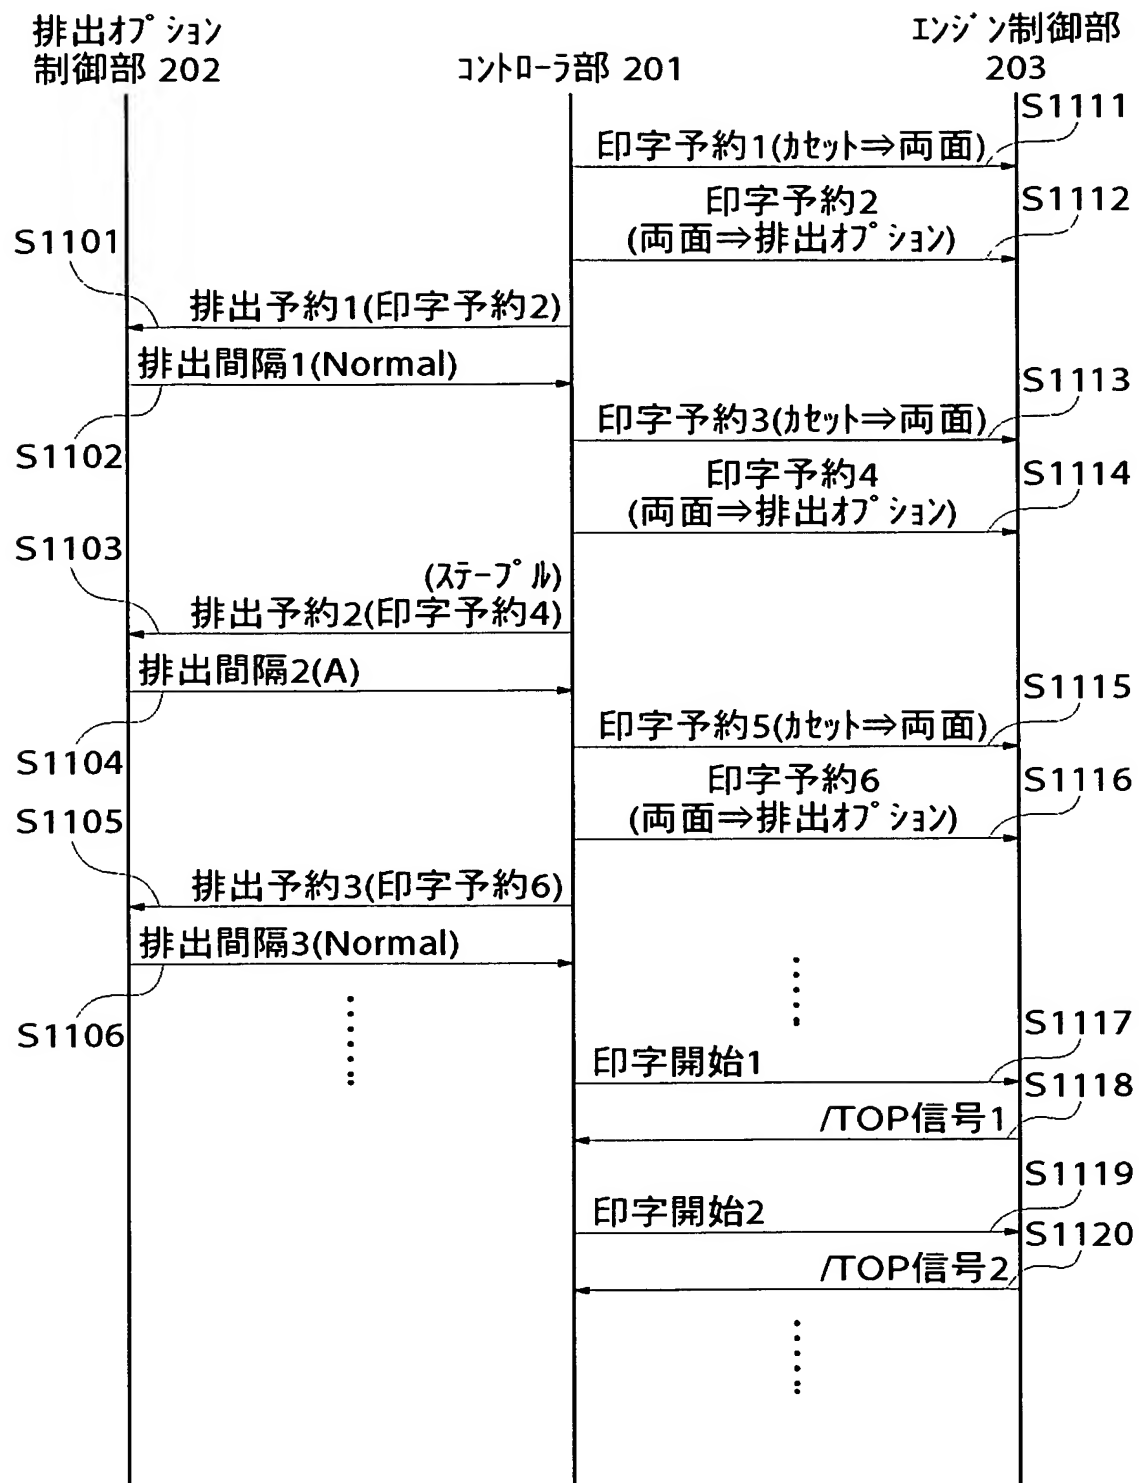 排出ｵﾌﾟｼｮﾝ
制御部 202
ｺﾝﾄﾛｰﾗ部 201
ｴﾝｼﾞﾝ制御部
203
S1111
印字予約1(ｶｾｯﾄ⇒両面)
S1112
印字予約2
(両面⇒排出ｵﾌﾟｼｮﾝ)
S1101
排出予約1(印字予約2)
排出間隔1(Normal)
S1113
S1102
印字予約3(ｶｾｯﾄ⇒両面)
S1114
印字予約4
(両面⇒排出ｵﾌﾟｼｮﾝ)
S1103
(ｽﾃｰﾌﾟﾙ)
排出予約2(印字予約4)
排出間隔2(A)
S1115
S1104
印字予約5(ｶｾｯﾄ⇒両面)
S1116
印字予約6
(両面⇒排出ｵﾌﾟｼｮﾝ)
S1105
排出予約3(印字予約6)
排出間隔3(Normal)
S1106
S1117
印字開始1
S1118
/TOP信号1
S1119
印字開始2
S1120
/TOP信号2